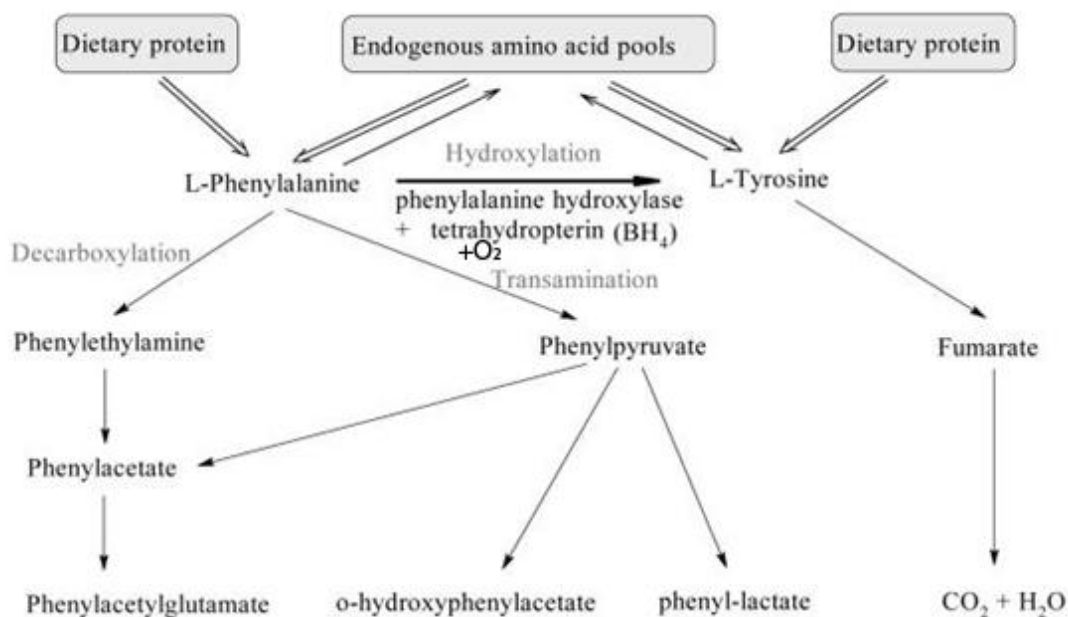 Dietary protein
Endogenous amino acid pools
Dietary protein
Hydroxylation
L-Phenylalanine
L-Tyrosine
phenylalanine hydroxylase
+ tetrahydropterin (BH₄)
+O₂
Decarboxylation
Transamination
Phenylethylamine
Phenylpyruvate
Fumarate
Phenylacetate
Phenylacetylglutamate
o-hydroxyphenylacetate
phenyl-lactate
CO₂ + H₂O